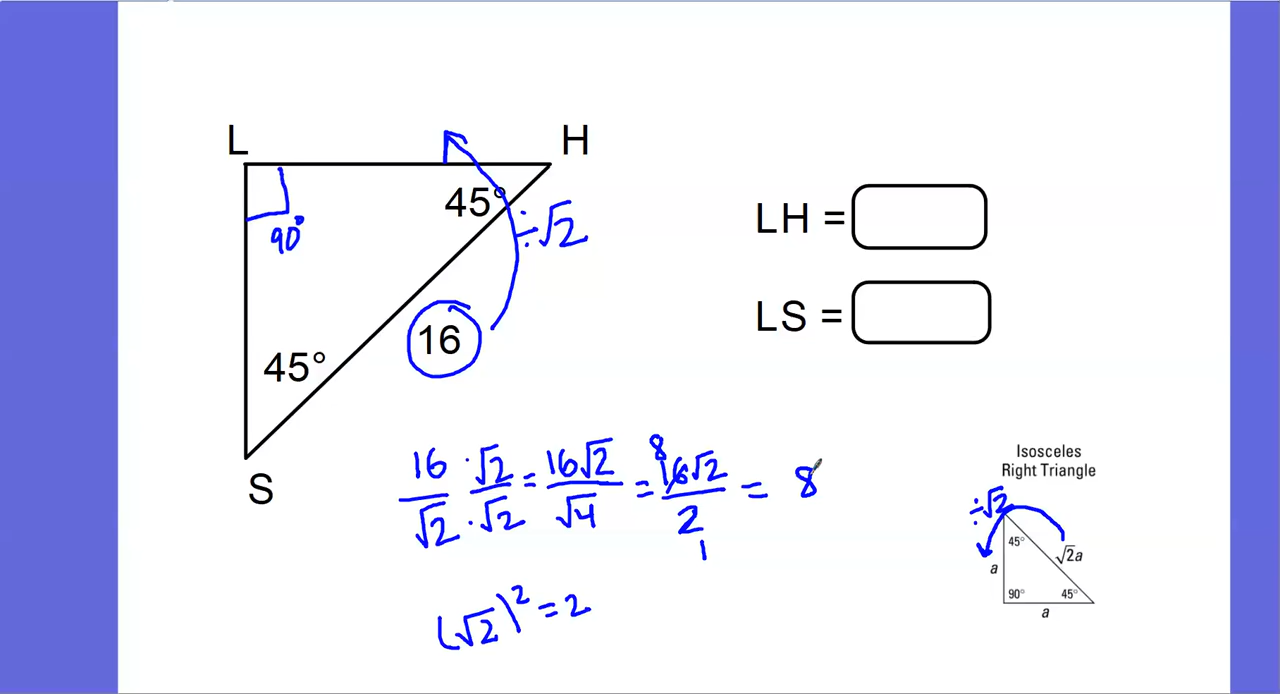 L
H
45°
90°
÷√2
LH =
16
LS =
45°
S
16/√2 · √2/√2 = 16√2/√4 = 16√2/2 = 8
8
1
(√2)² = 2
Isosceles
Right Triangle
÷√2
45°
√2a
a
90°
45°
a